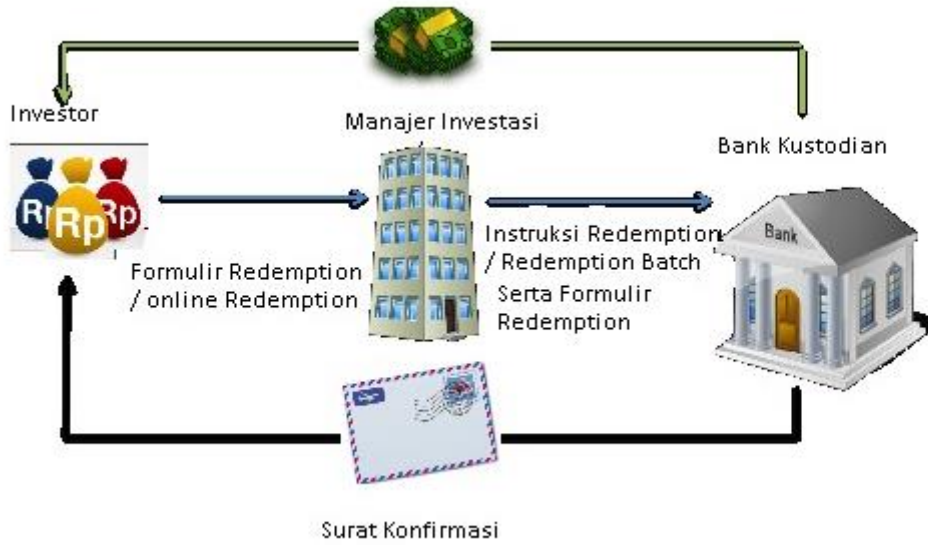 Investor
Manajer Investasi
Bank Kustodian
Rp Rp Rp
Bank
Formulir Redemption
/ online Redemption
Instruksi Redemption
/ Redemption Batch
Serta Formulir
Redemption
Surat Konfirmasi